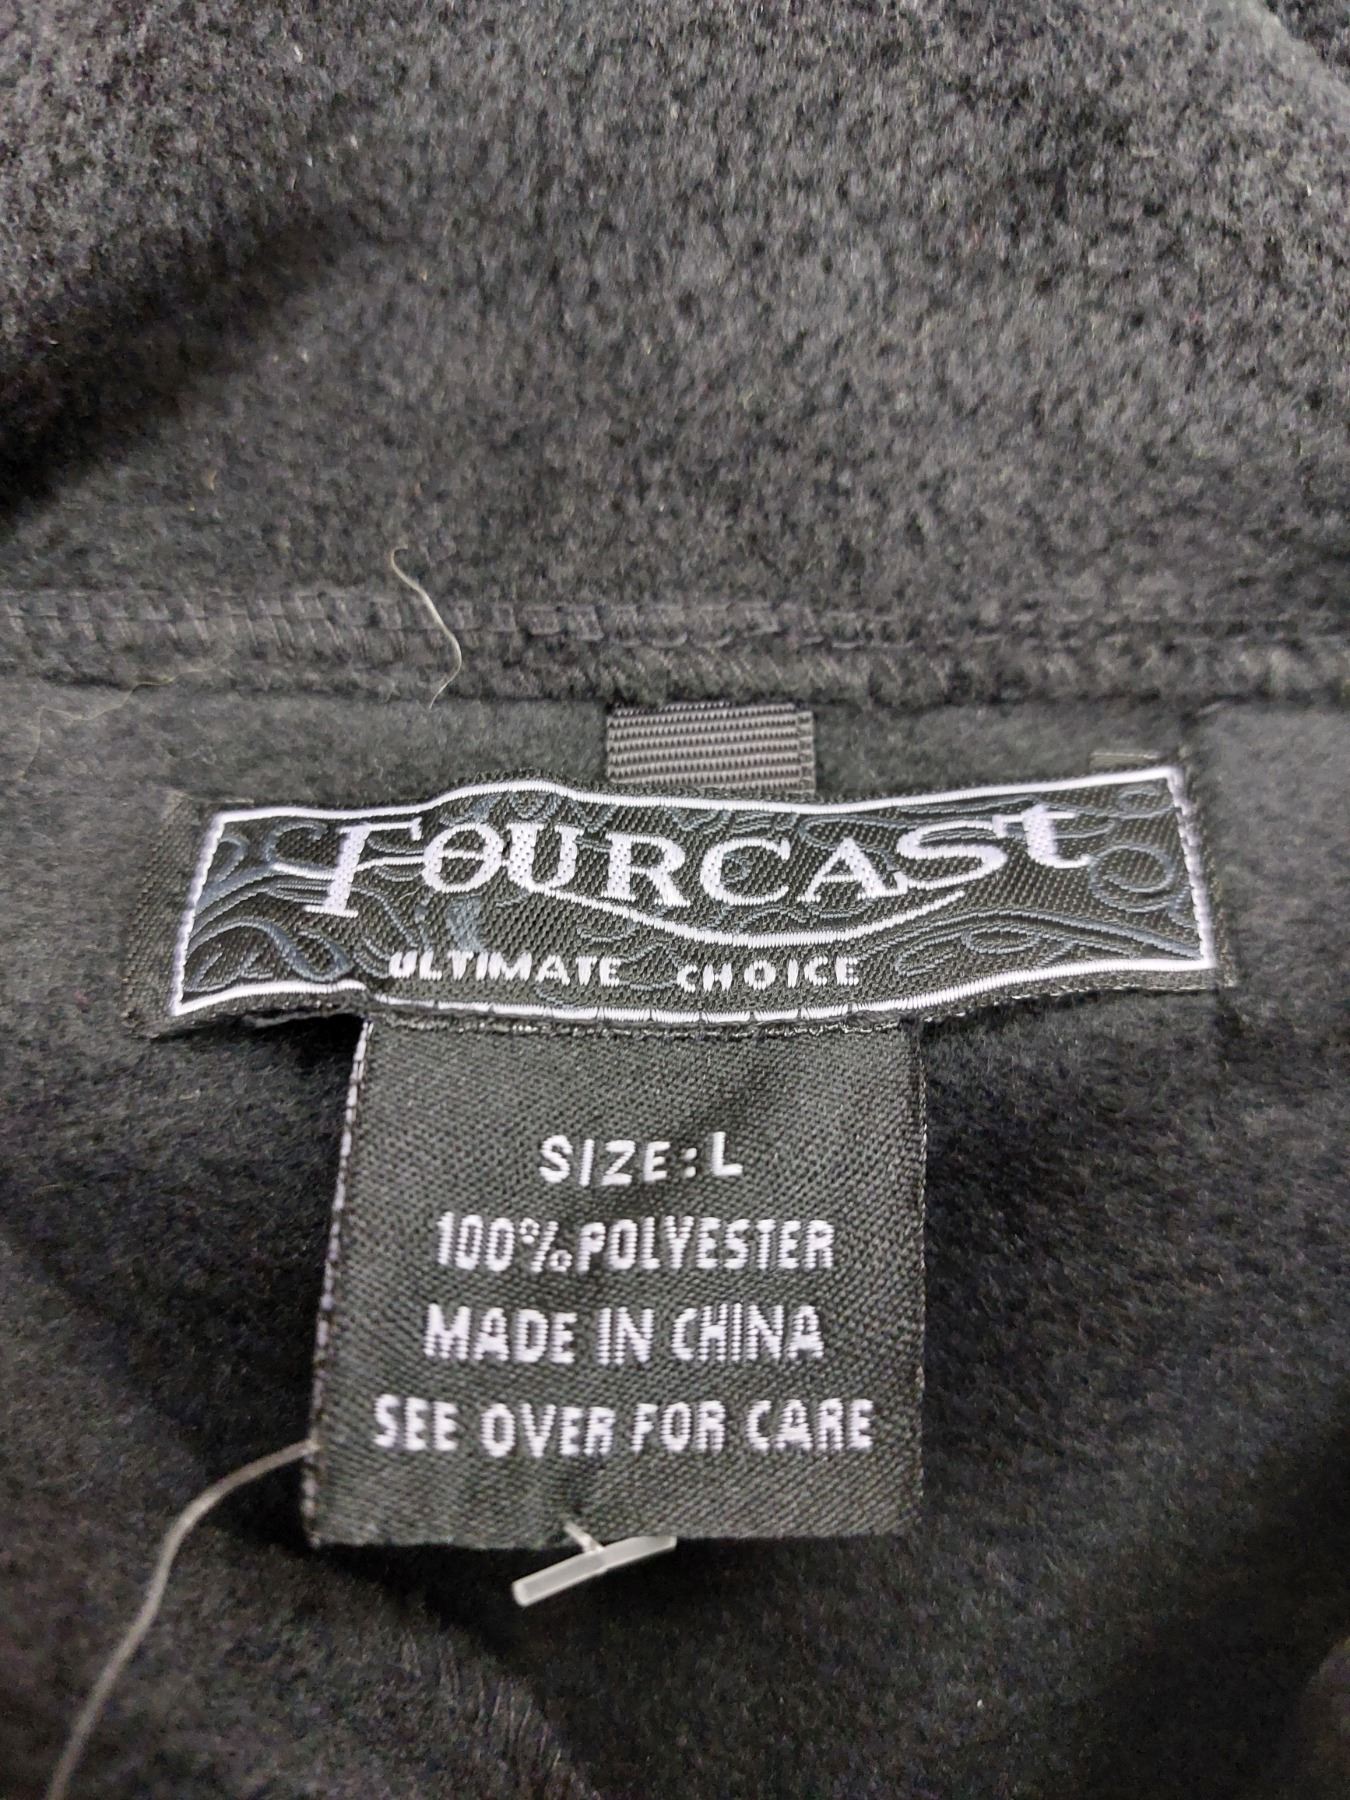 FOURCASt
ULTIMATE CHOICE
SIZE: L
100% POLYESTER
MADE IN CHINA
SEE OVER FOR CARE